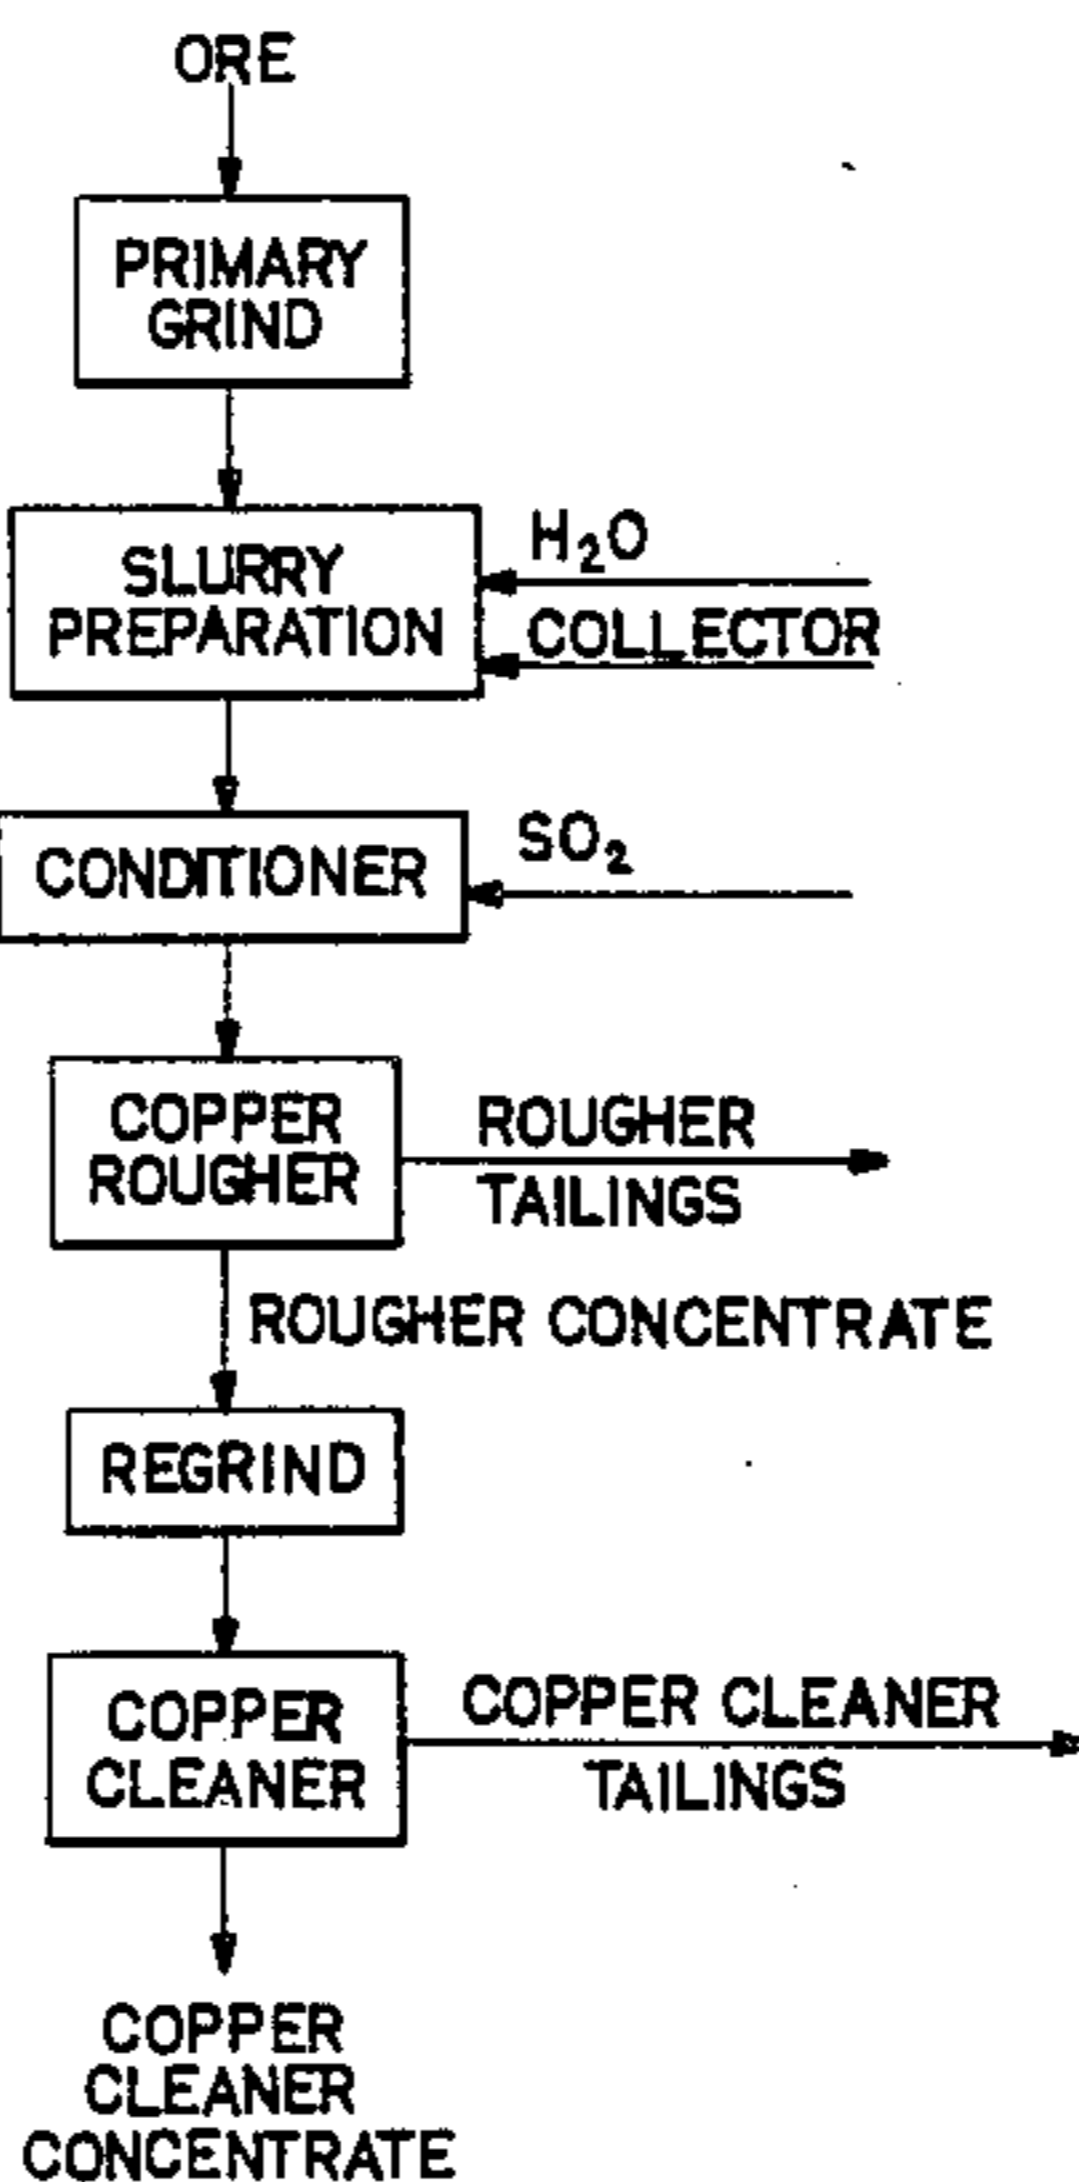 ORE
PRIMARY
GRIND
SLURRY
PREPARATION
H₂O
COLLECTOR
CONDITIONER
SO₂
COPPER
ROUGHER
ROUGHER
TAILINGS
ROUGHER CONCENTRATE
REGRIND
COPPER
CLEANER
COPPER CLEANER
TAILINGS
COPPER
CLEANER
CONCENTRATE